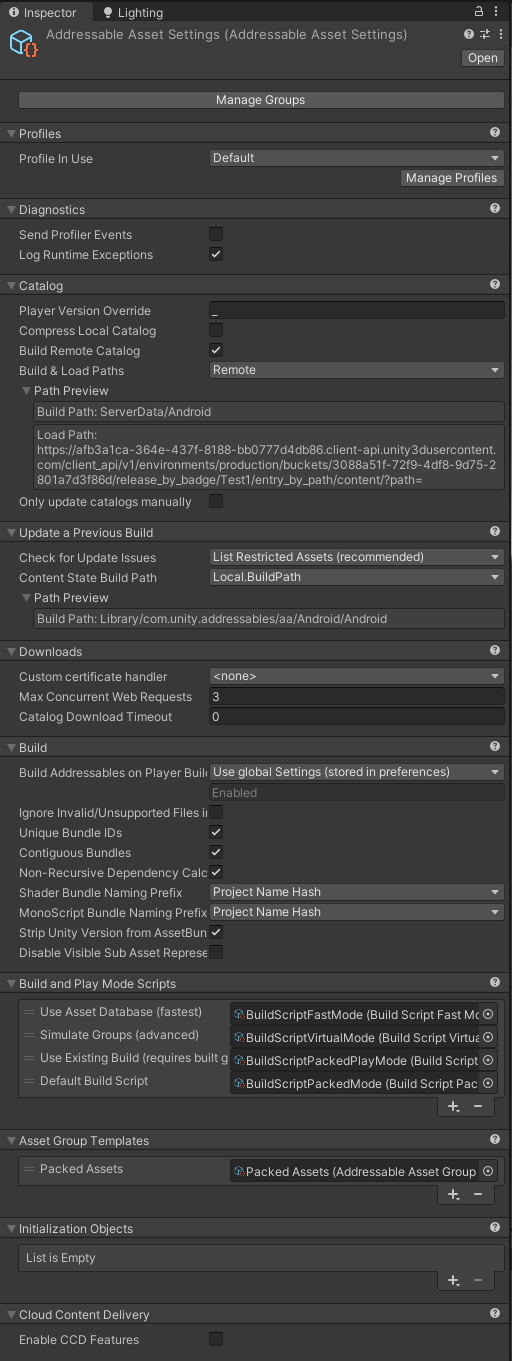 Inspector
Lighting
Addressable Asset Settings (Addressable Asset Settings)
Open
Manage Groups
Profiles
Profile In Use
Default
Manage Profiles
Diagnostics
Send Profiler Events
Log Runtime Exceptions
Catalog
Player Version Override
_
Compress Local Catalog
Build Remote Catalog
Build & Load Paths
Remote
Path Preview
Build Path: ServerData/Android
Load Path:
https://afb3a1ca-364e-437f-8188-bb0777d4db86.client-api.unity3dusercontent.
com/client_api/v1/environments/production/buckets/3088a51f-72f9-4df8-9d75-2
801a7d3f86d/release_by_badge/Test1/entry_by_path/content/?path=
Only update catalogs manually
Update a Previous Build
Check for Update Issues
List Restricted Assets (recommended)
Content State Build Path
Local.BuildPath
Path Preview
Build Path: Library/com.unity.addressables/aa/Android/Android
Downloads
Custom certificate handler
<none>
Max Concurrent Web Requests
3
Catalog Download Timeout
0
Build
Build Addressables on Player Buil
Use global Settings (stored in preferences)
Enabled
Ignore Invalid/Unsupported Files i
Unique Bundle IDs
Contiguous Bundles
Non-Recursive Dependency Calc
Shader Bundle Naming Prefix
Project Name Hash
MonoScript Bundle Naming Prefix
Project Name Hash
Strip Unity Version from AssetBun
Disable Visible Sub Asset Represe
Build and Play Mode Scripts
Use Asset Database (fastest)
BuildScriptFastMode (Build Script Fast Mo
Simulate Groups (advanced)
BuildScriptVirtualMode (Build Script Virtua
Use Existing Build (requires built g
BuildScriptPackedPlayMode (Build Script
Default Build Script
BuildScriptPackedMode (Build Script Pac
Asset Group Templates
Packed Assets
Packed Assets (Addressable Asset Group
Initialization Objects
List is Empty
Cloud Content Delivery
Enable CCD Features